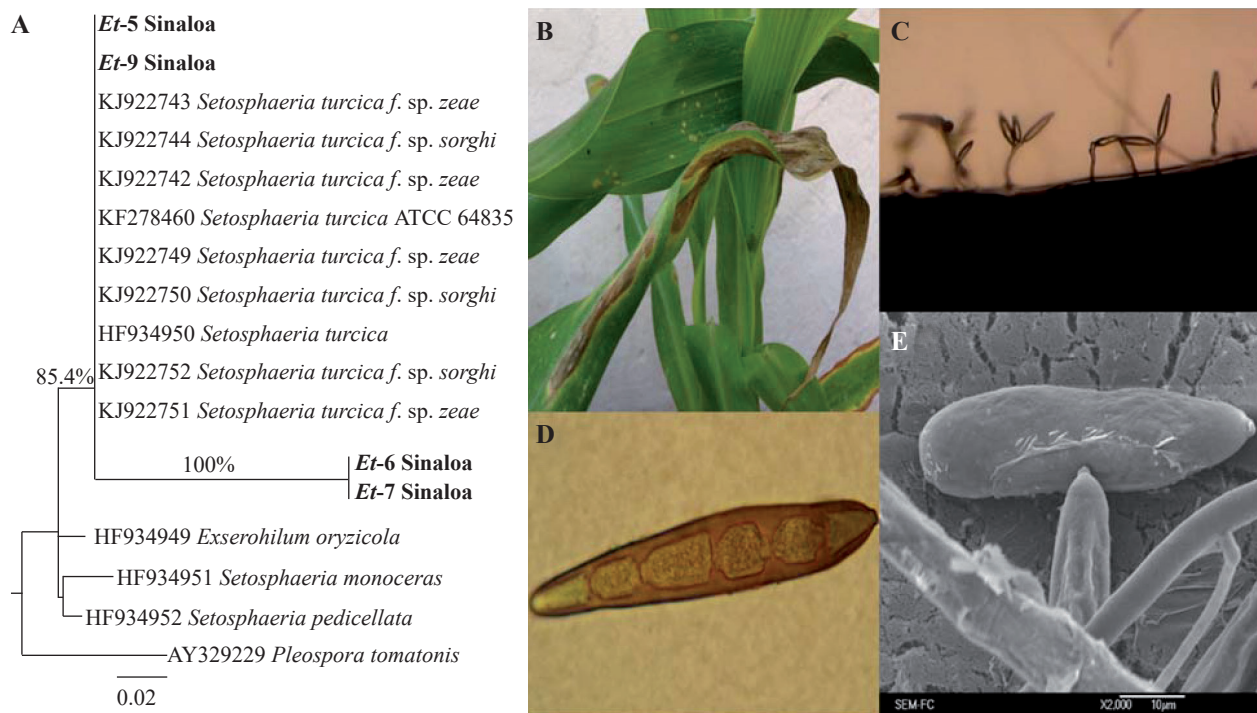 A
Et-5 Sinaloa
Et-9 Sinaloa
KJ922743 Setosphaeria turcica f. sp. zeae
KJ922744 Setosphaeria turcica f. sp. sorghi
KJ922742 Setosphaeria turcica f. sp. zeae
KF278460 Setosphaeria turcica ATCC 64835
KJ922749 Setosphaeria turcica f. sp. zeae
KJ922750 Setosphaeria turcica f. sp. sorghi
HF934950 Setosphaeria turcica
85.4%
KJ922752 Setosphaeria turcica f. sp. sorghi
KJ922751 Setosphaeria turcica f. sp. zeae
100%
Et-6 Sinaloa
Et-7 Sinaloa
HF934949 Exserohilum oryzicola
HF934951 Setosphaeria monoceras
HF934952 Setosphaeria pedicellata
AY329229 Pleospora tomatonis
0.02
B
C
D
E
SEM-FC X2,000 10µm